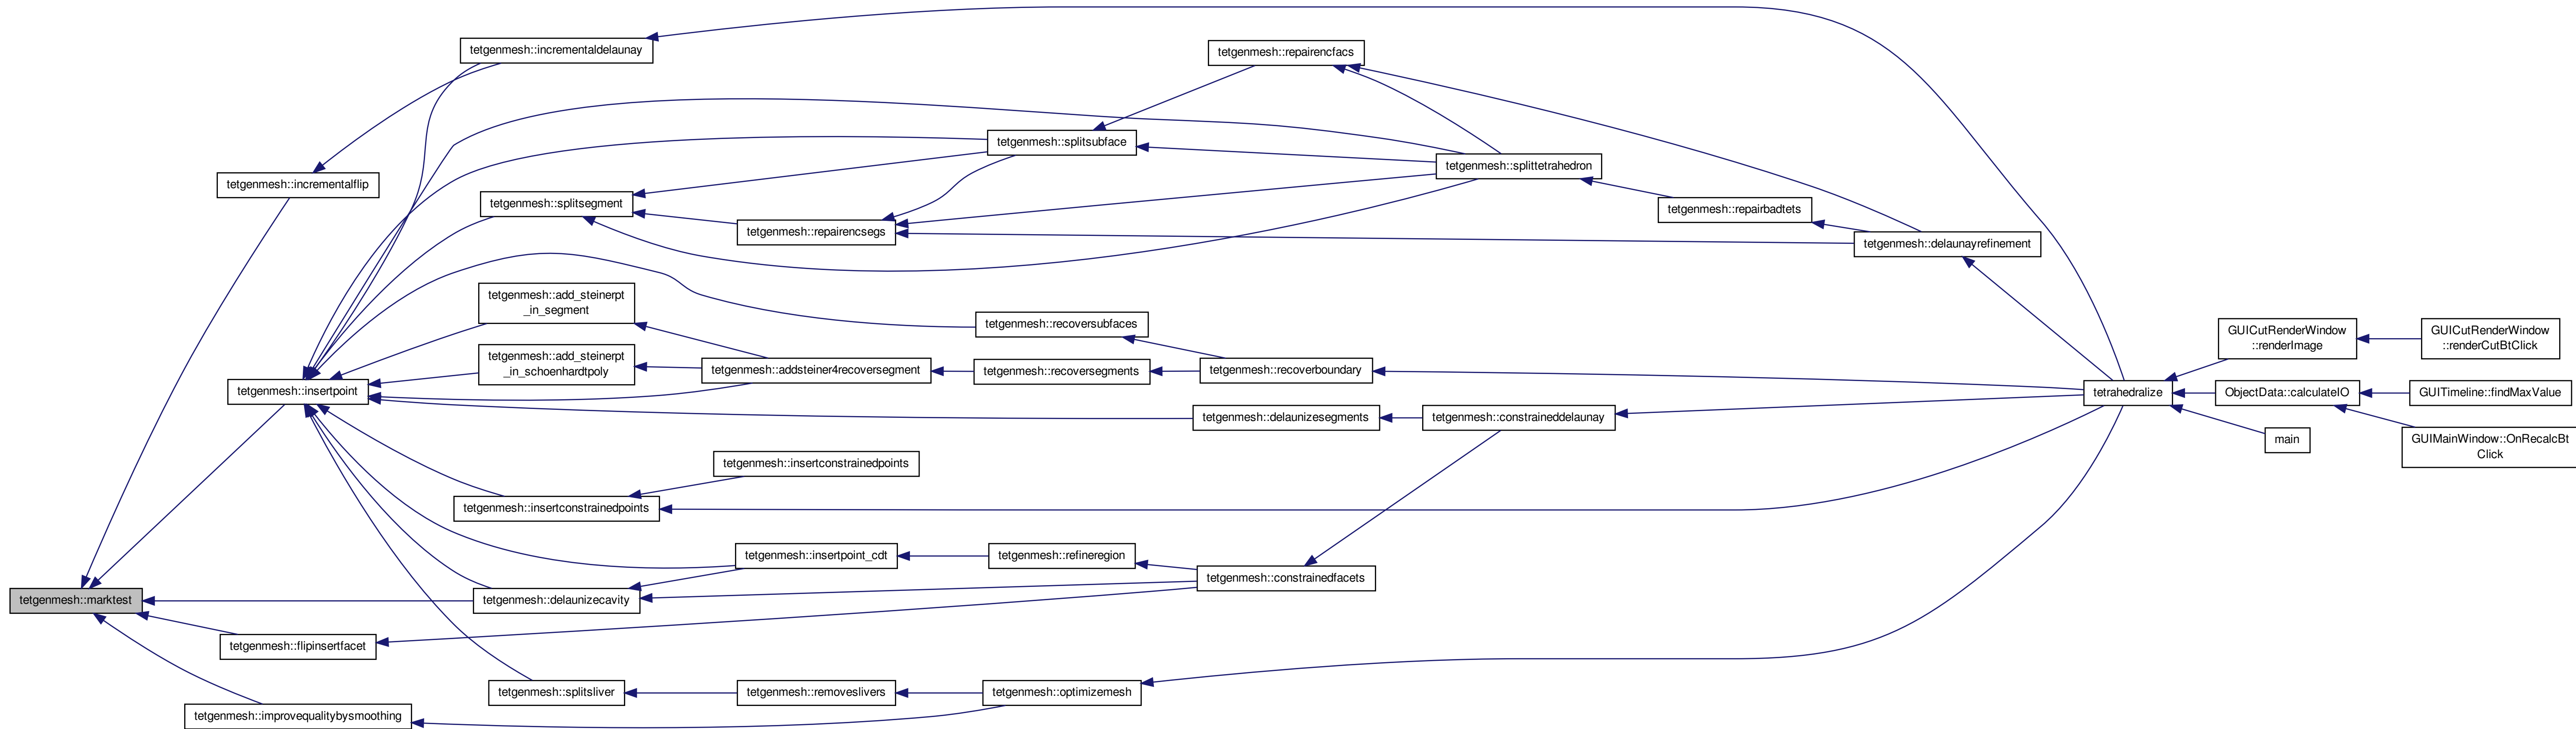 tetgenmesh::incrementaldelaunay
tetgenmesh::repairencfacs
tetgenmesh::splitsubface
tetgenmesh::splittetrahedron
tetgenmesh::incrementalflip
tetgenmesh::splitsegment
tetgenmesh::repairbadtets
tetgenmesh::repairencsegs
tetgenmesh::delaunayrefinement
tetgenmesh::add_steinerpt
_in_segment
tetgenmesh::recoversubfaces
GUICutRenderWindow
::renderImage
GUICutRenderWindow
::renderCutBtClick
tetgenmesh::add_steinerpt
_in_schoenhardtpoly
tetgenmesh::addsteiner4recoversegment
tetgenmesh::recoversegments
tetgenmesh::recoverboundary
tetgenmesh::insertpoint
tetrahedralize
ObjectData::calculateIO
GUITimeline::findMaxValue
tetgenmesh::delaunizesegments
tetgenmesh::constraineddelaunay
main
GUIMainWindow::OnRecalcBt
Click
tetgenmesh::insertconstrainedpoints
tetgenmesh::insertconstrainedpoints
tetgenmesh::insertpoint_cdt
tetgenmesh::refineregion
tetgenmesh::constrainedfacets
tetgenmesh::marktest
tetgenmesh::delaunizecavity
tetgenmesh::flipinsertfacet
tetgenmesh::splitsliver
tetgenmesh::removeslivers
tetgenmesh::optimizemesh
tetgenmesh::improvequalitybysmoothing